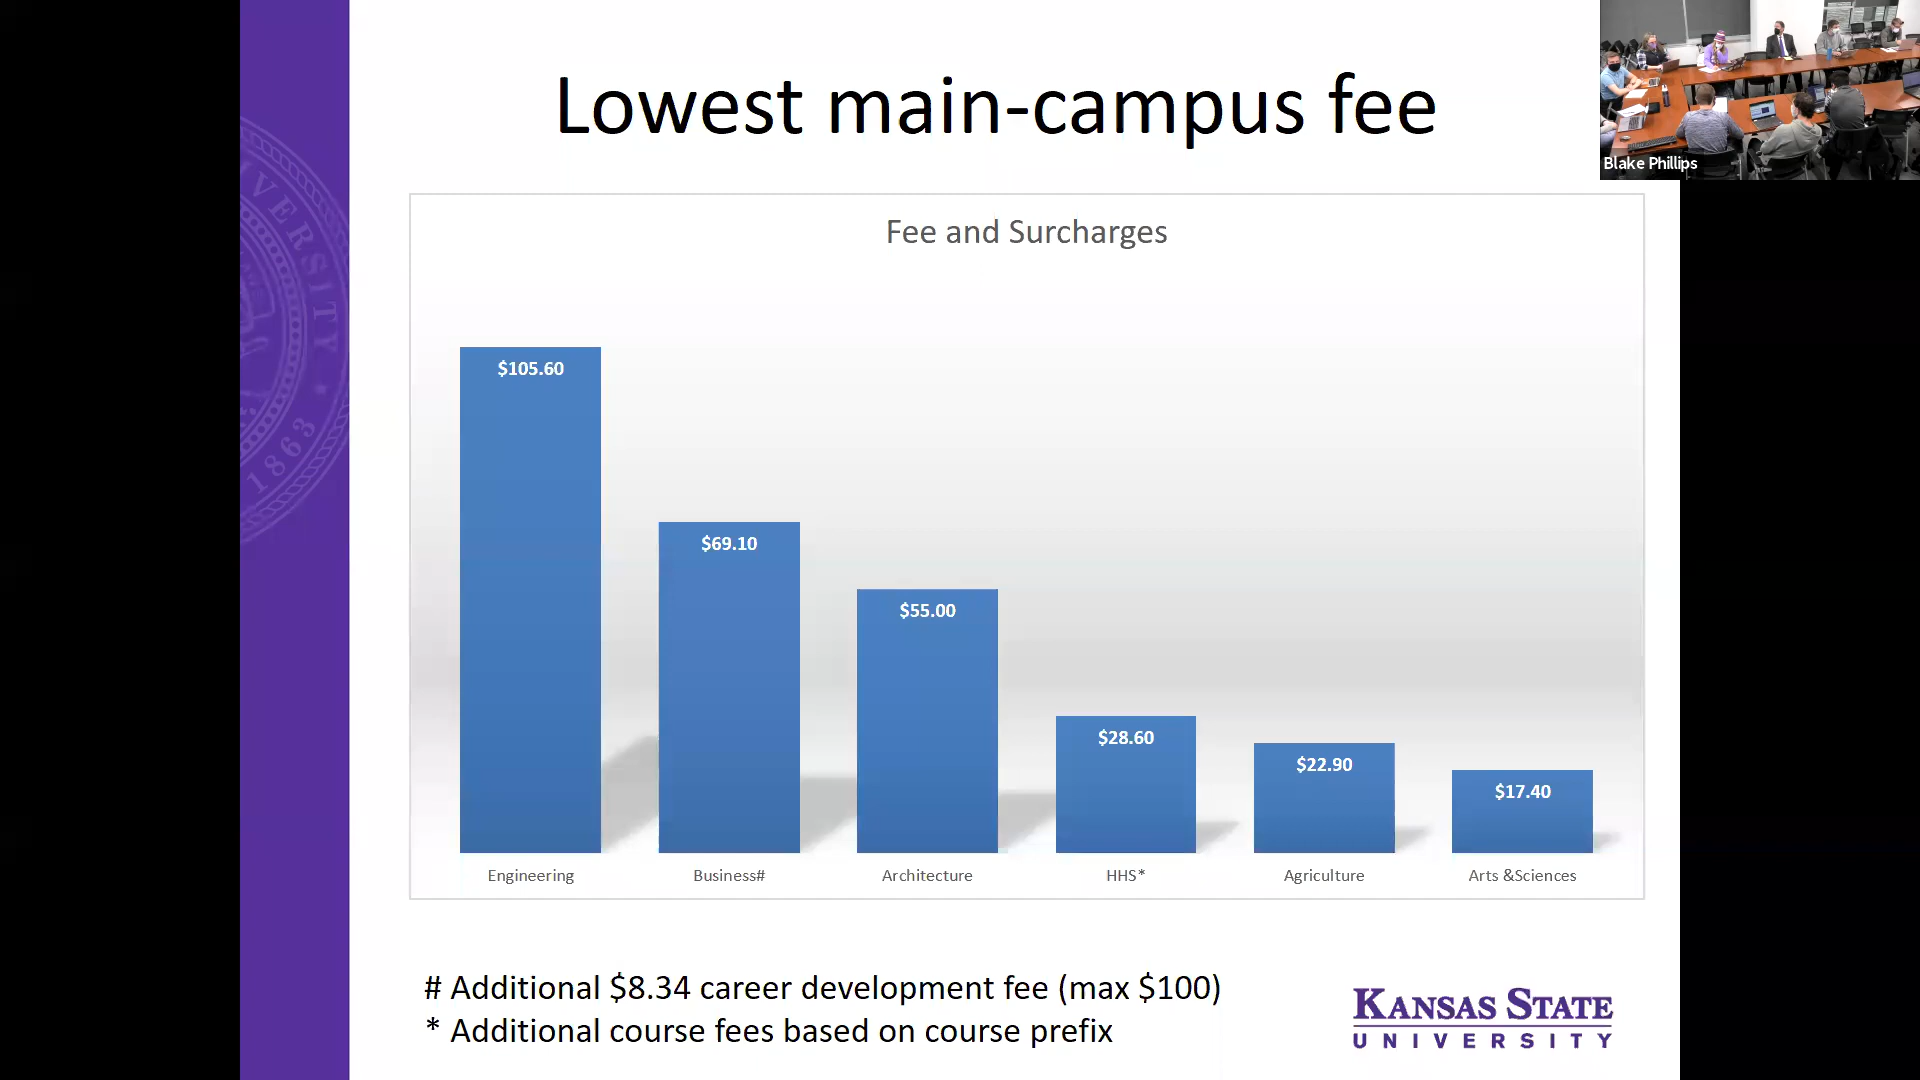 Lowest main-campus fee
Blake Phillips
Fee and Surcharges
$105.60
$69.10
$55.00
$28.60
$22.90
$17.40
Engineering
Business#
Architecture
HHS*
Agriculture
Arts &Sciences
# Additional $8.34 career development fee (max $100)
* Additional course fees based on course prefix
KANSAS STATE
UNIVERSITY
VERSITY
1863